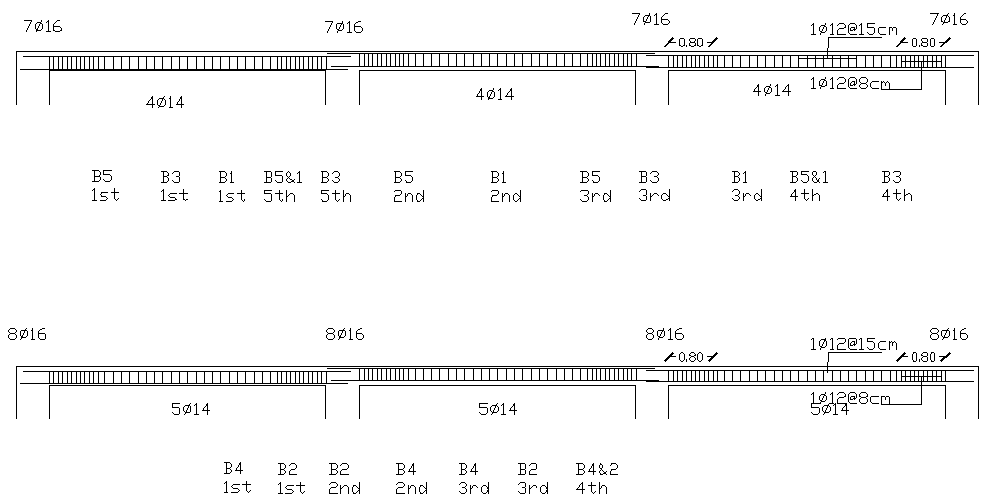 7Ø16 7Ø16 7Ø16 7Ø16
1Ø12@15cm
0.80 0.80
1Ø12@8cm
4Ø14 4Ø14 4Ø14
B5 B3 B1 B5&1 B3 B5 B1 B5 B3 B1 B5&1 B3
1st 1st 1st 5th 5th 2nd 2nd 3rd 3rd 3rd 4th 4th
8Ø16 8Ø16 8Ø16 8Ø16
1Ø12@15cm
0.80 0.80
1Ø12@8cm
5Ø14 5Ø14 5Ø14
B4 B2 B2 B4 B4 B2 B4&2
1st 1st 2nd 2nd 3rd 3rd 4th